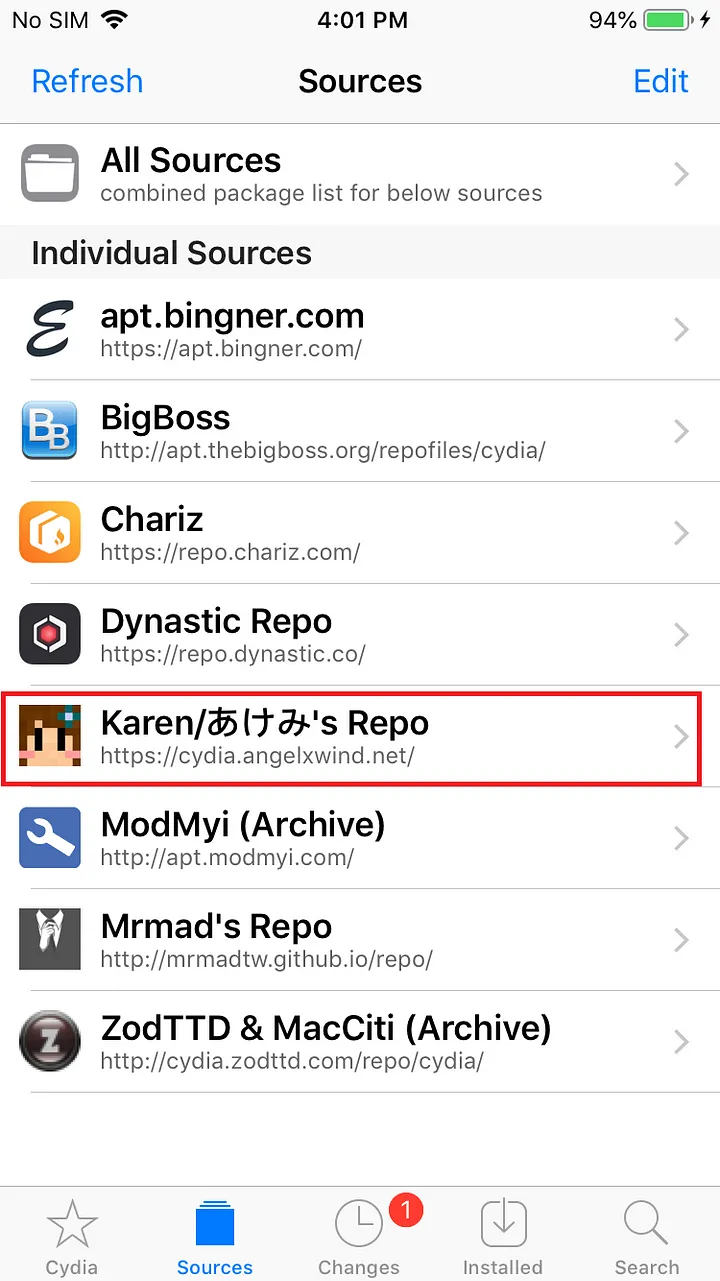 No SIM 4:01 PM 94%
Refresh Sources Edit
All Sources
combined package list for below sources
Individual Sources
apt.bingner.com
https://apt.bingner.com/
BigBoss
http://apt.thebigboss.org/repofiles/cydia/
Chariz
https://repo.chariz.com/
Dynastic Repo
https://repo.dynastic.co/
Karen/あけみ's Repo
https://cydia.angelxwind.net/
ModMyi (Archive)
http://apt.modmyi.com/
Mrmad's Repo
http://mrmadtw.github.io/repo/
ZodTTD & MacCiti (Archive)
http://cydia.zodttd.com/repo/cydia/
1
Cydia Sources Changes Installed Search